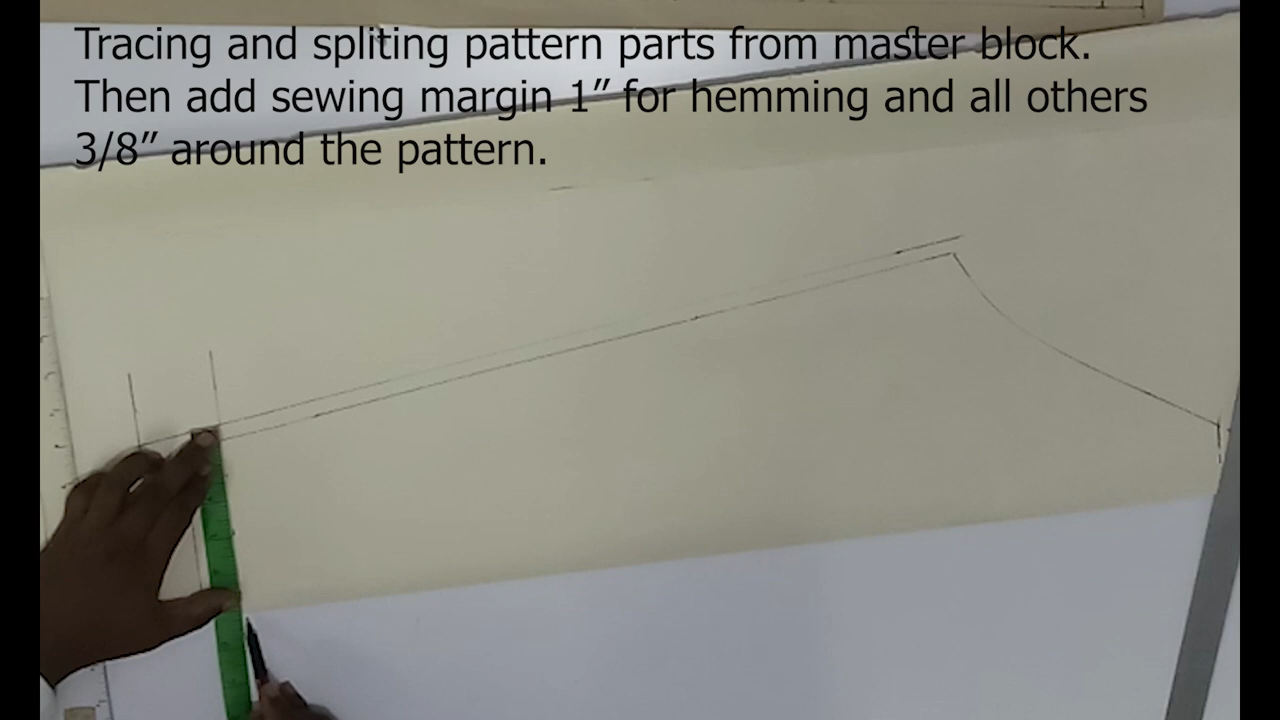 Tracing and spliting pattern parts from master block.
Then add sewing margin 1” for hemming and all others
3/8” around the pattern.